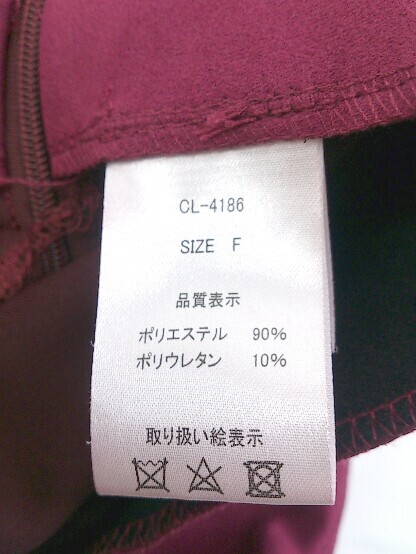 CL-4186
SIZE F
品質表示
ポリエステル 90%
ポリウレタン 10%
取り扱い絵表示